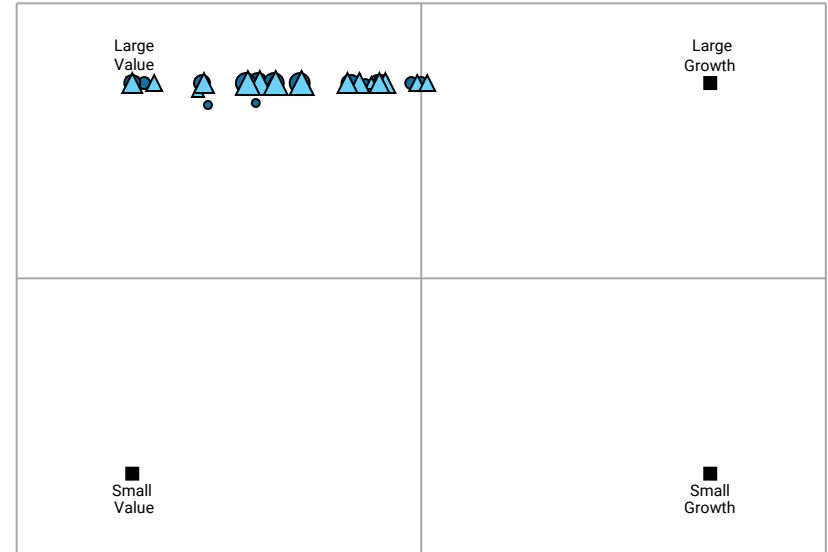 Large
Value
Large
Growth
Small
Value
Small
Growth